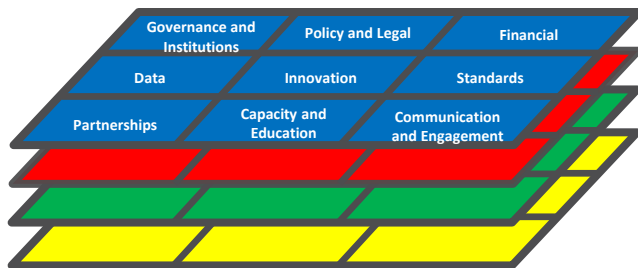 Governance and
Institutions
Policy and Legal
Financial
Data
Innovation
Standards
Partnerships
Capacity and
Education
Communication
and Engagement